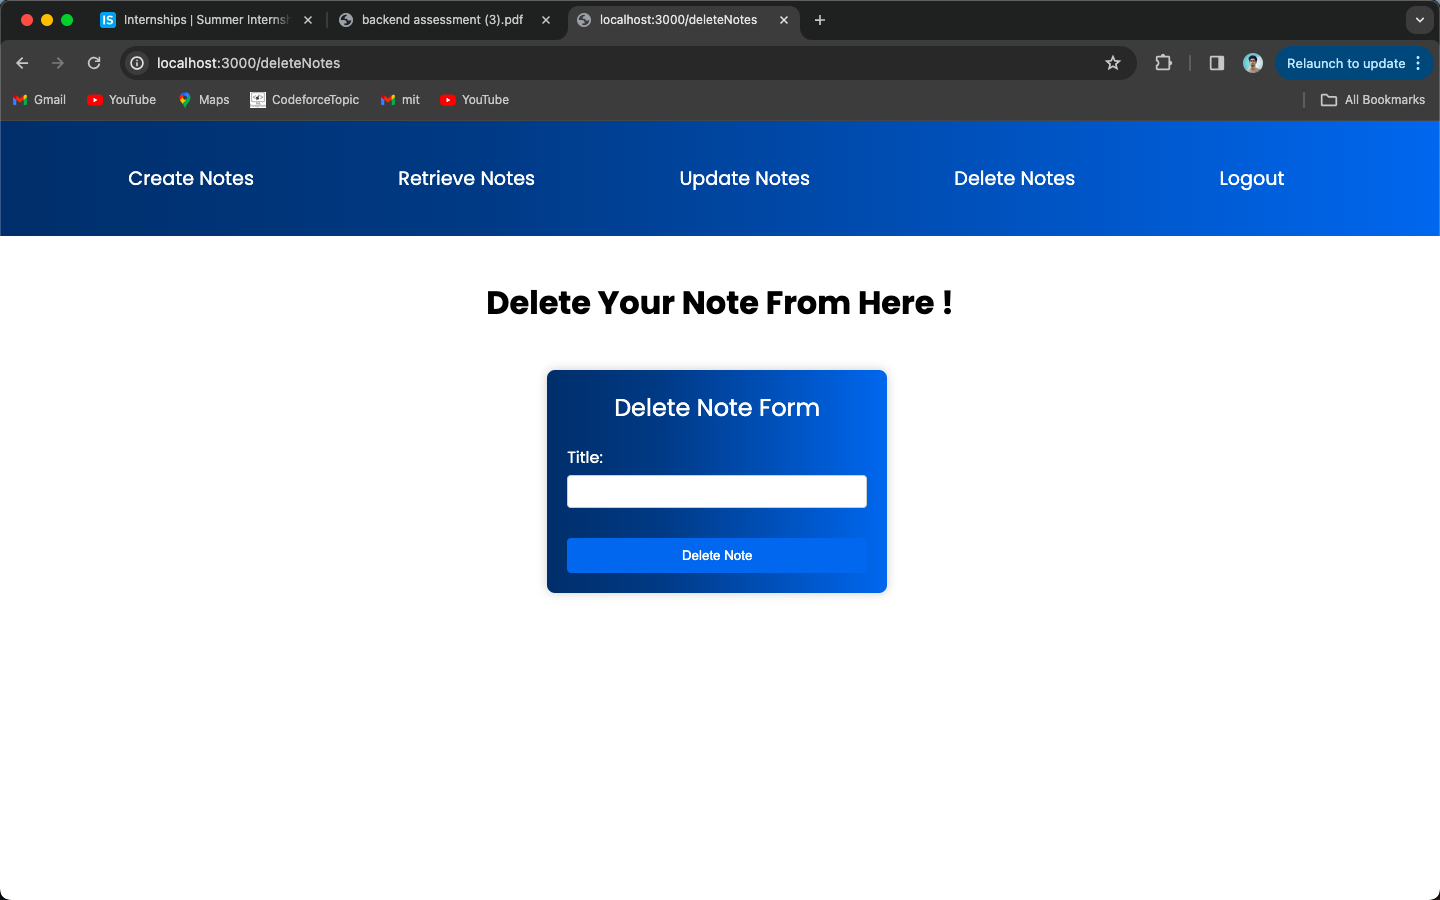 IS Internships | Summer Interns
backend assessment (3).pdf
localhost:3000/deleteNotes
localhost:3000/deleteNotes
Relaunch to update
Gmail YouTube Maps CodeforceTopic mit YouTube All Bookmarks
Create Notes Retrieve Notes Update Notes Delete Notes Logout
Delete Your Note From Here !
Delete Note Form
Title:
Delete Note